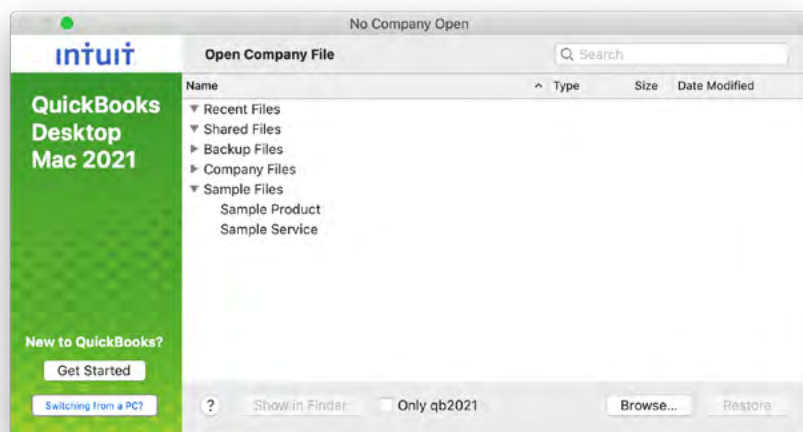 No Company Open
ıntuıt
Open Company File
Search
QuickBooks
Desktop
Mac 2021
Name Type Size Date Modified
Recent Files
Shared Files
Backup Files
Company Files
Sample Files
Sample Product
Sample Service
New to QuickBooks?
Get Started
Switching from a PC?
? Show in Finder Only qb2021 Browse... Restore